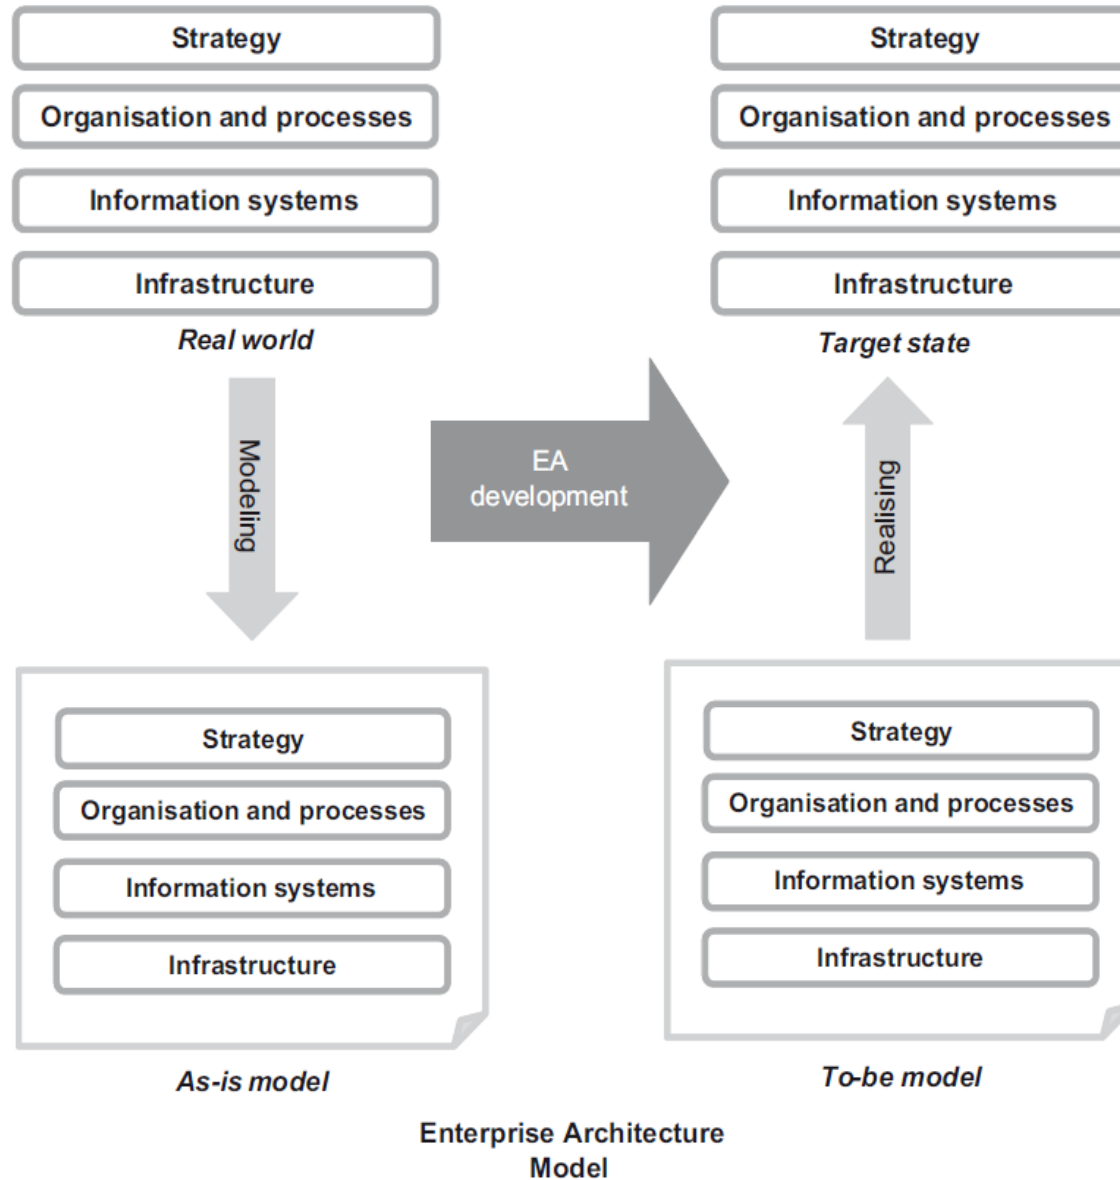 Strategy
Organisation and processes
Information systems
Infrastructure
Real world
Strategy
Organisation and processes
Information systems
Infrastructure
Target state
Modeling
EA
development
Realising
Strategy
Organisation and processes
Information systems
Infrastructure
As-is model
Strategy
Organisation and processes
Information systems
Infrastructure
To-be model
Enterprise Architecture
Model